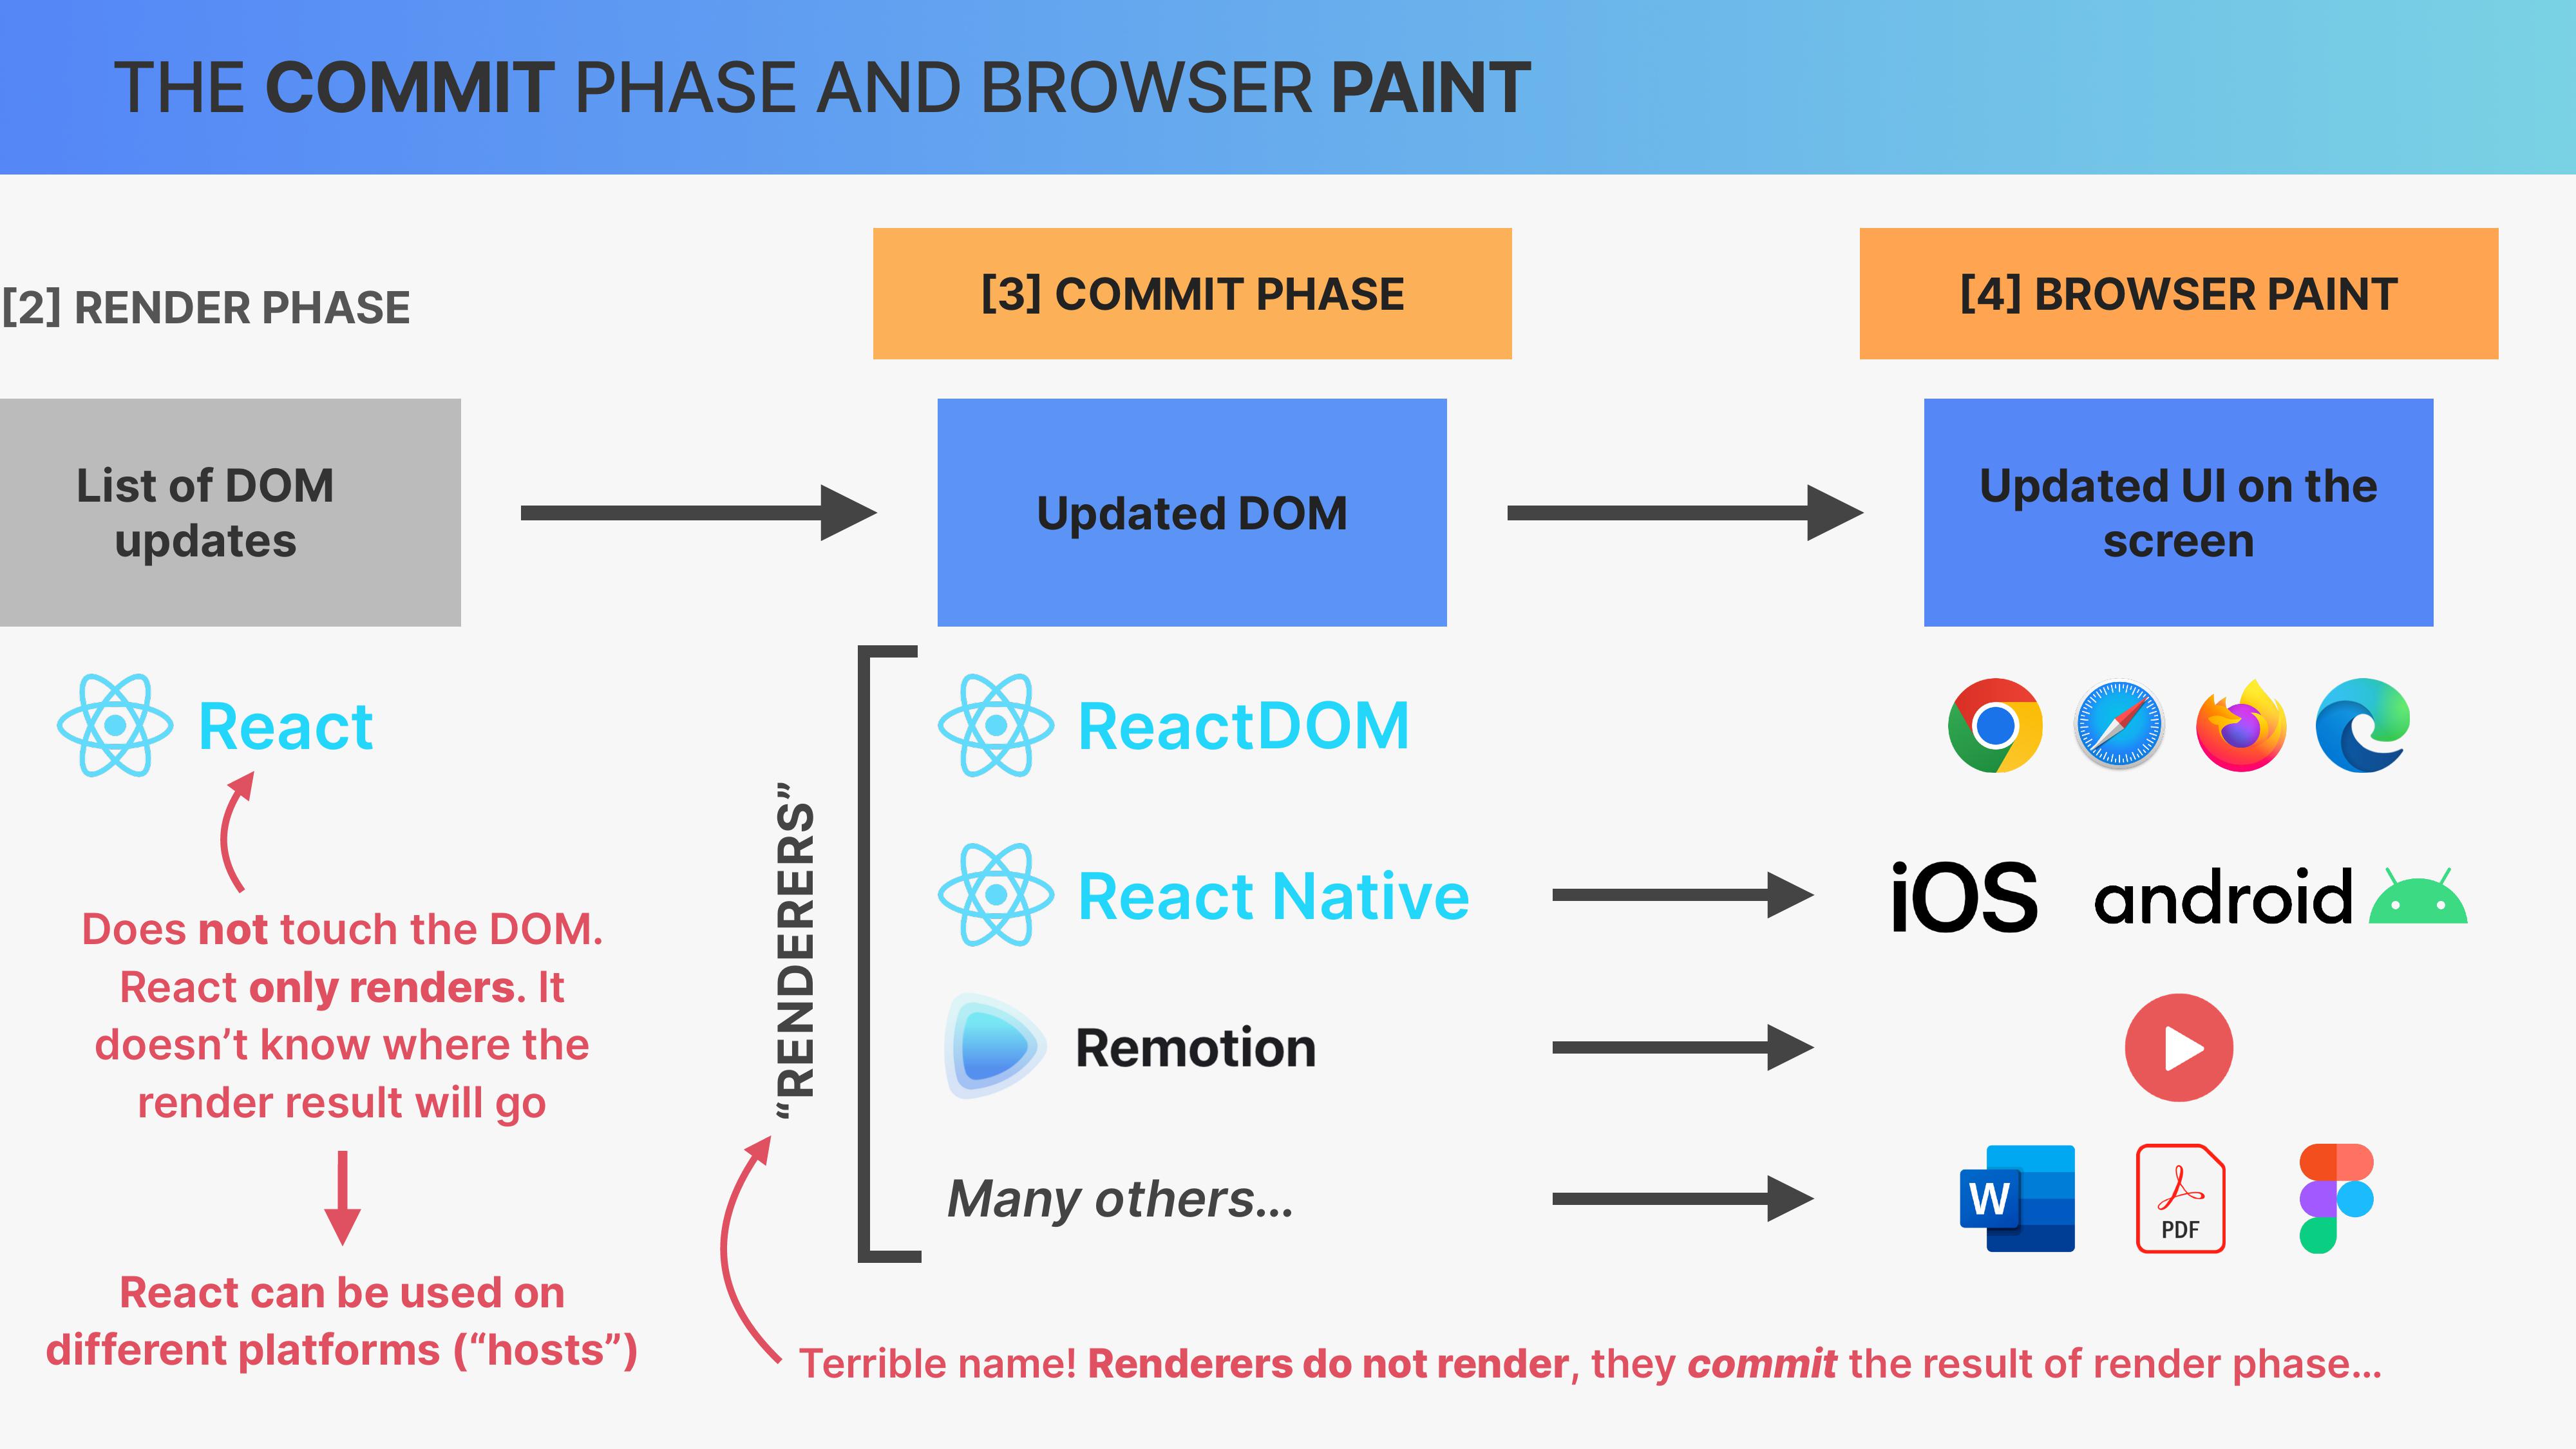 THE COMMIT PHASE AND BROWSER PAINT
[2] RENDER PHASE
[3] COMMIT PHASE
[4] BROWSER PAINT
List of DOM
updates
Updated DOM
Updated UI on the
screen
React
Does not touch the DOM.
React only renders. It
doesn’t know where the
render result will go
React can be used on
different platforms (“hosts”)
“RENDERERS”
ReactDOM
React Native
iOS
android
Remotion
Many others…
W
PDF
Terrible name! Renderers do not render, they commit the result of render phase…